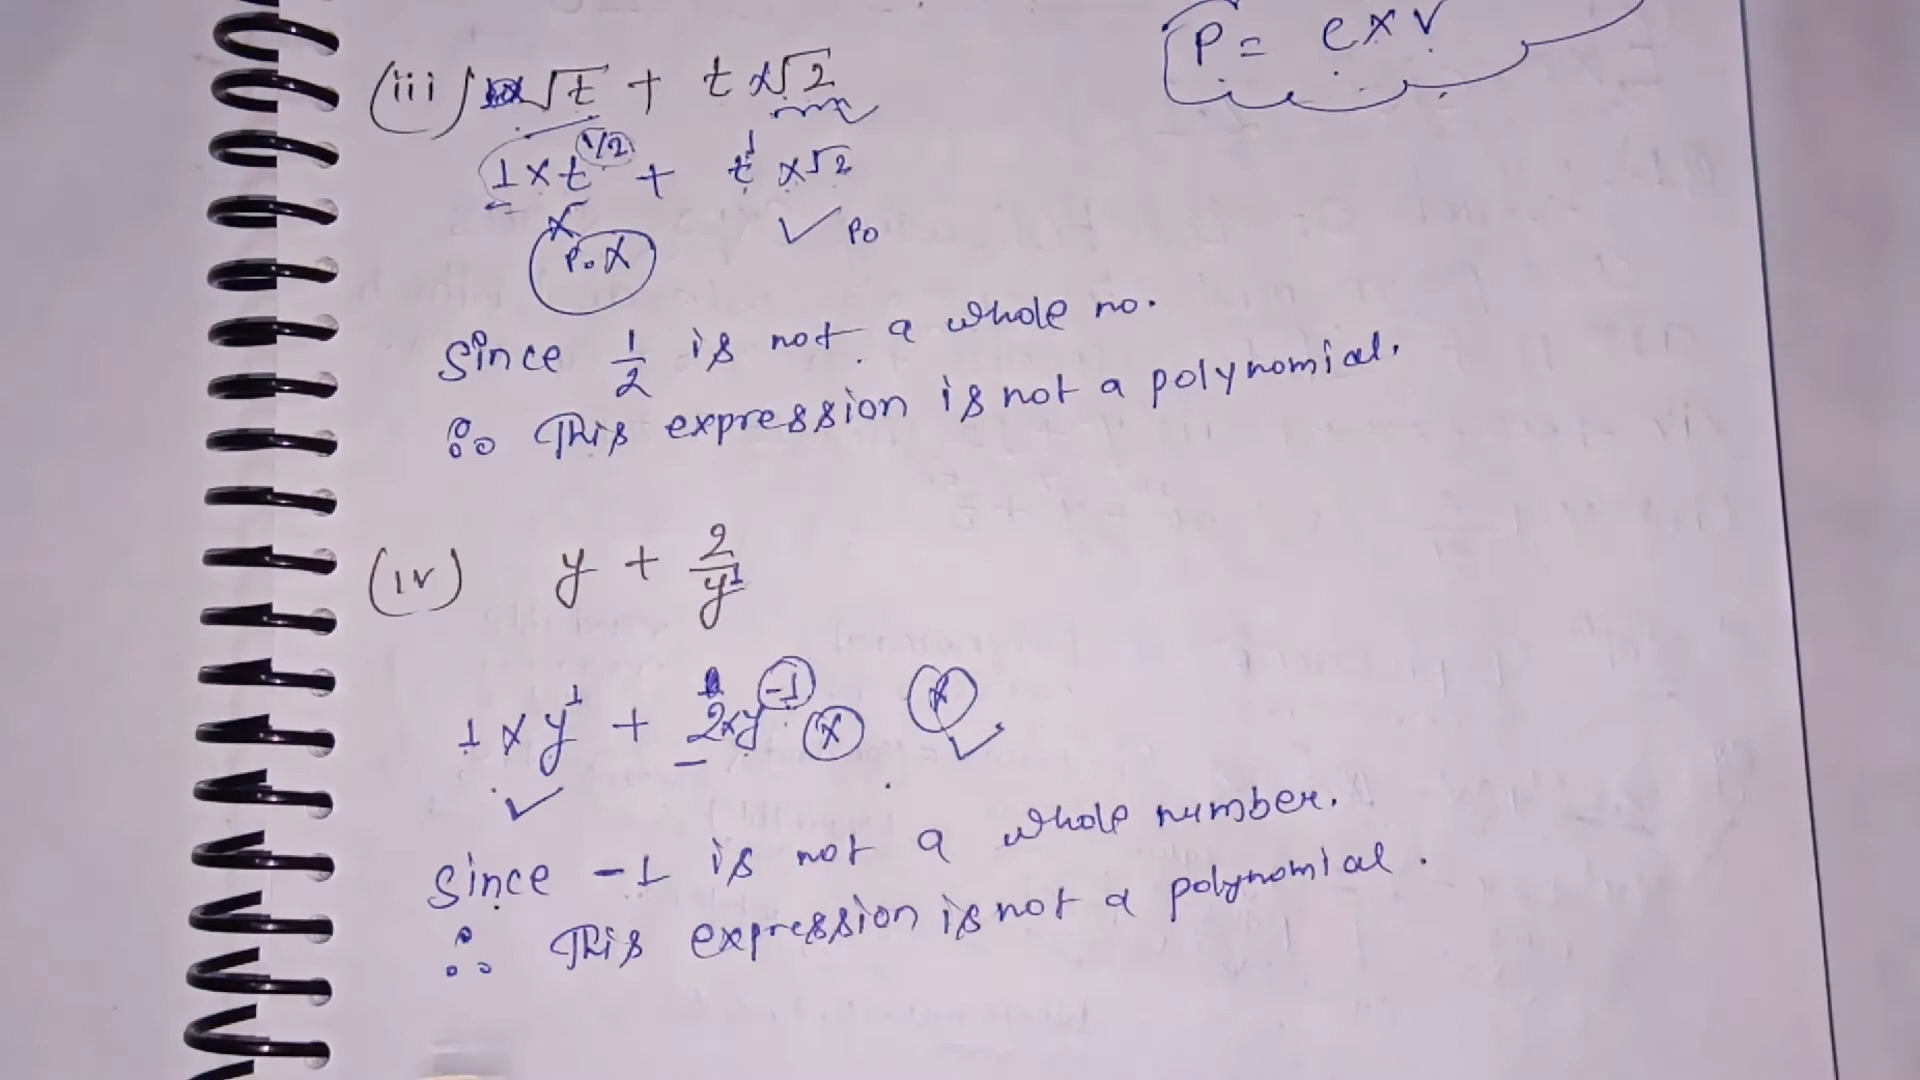 P = c x v
(iii) √t + t x √2
1 x t^1/2 + t^1 x √2
x ✓ Po
P.X
Since 1/2 is not a whole no.
∴ This expression is not a polynomial.
(iv) y + 2/y^1
1 x y^1 + 2 x y^-1 (x) (x) ✓
✓
Since -1 is not a whole number.
∴ This expression is not a polynomial.